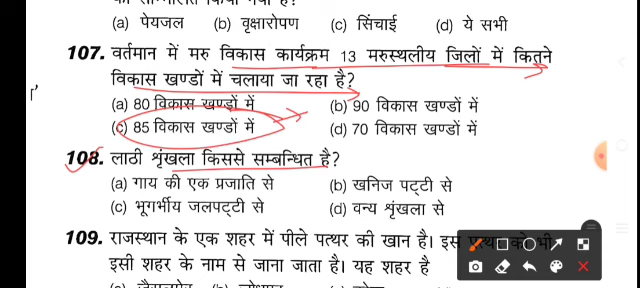 (a) पेयजल (b) वृक्षारोपण (c) सिंचाई (d) ये सभी
107. वर्तमान में मरु विकास कार्यक्रम 13 मरुस्थलीय जिलों में कितने
विकास खण्डों में चलाया जा रहा है?
(a) 80 विकास खण्डों में (b) 90 विकास खण्डों में
(c) 85 विकास खण्डों में (d) 70 विकास खण्डों में
108. लाठी शृंखला किससे सम्बन्धित है?
(a) गाय की एक प्रजाति से (b) खनिज पट्टी से
(c) भूगर्भीय जलपट्टी से (d) वन्य शृंखला से
109. राजस्थान के एक शहर में पीले पत्थर की खान है। इस
इसी शहर के नाम से जाना जाता है। यह शहर है